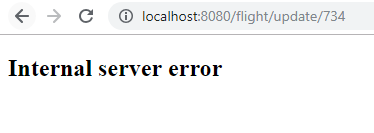 localhost:8080/flight/update/734
Internal server error